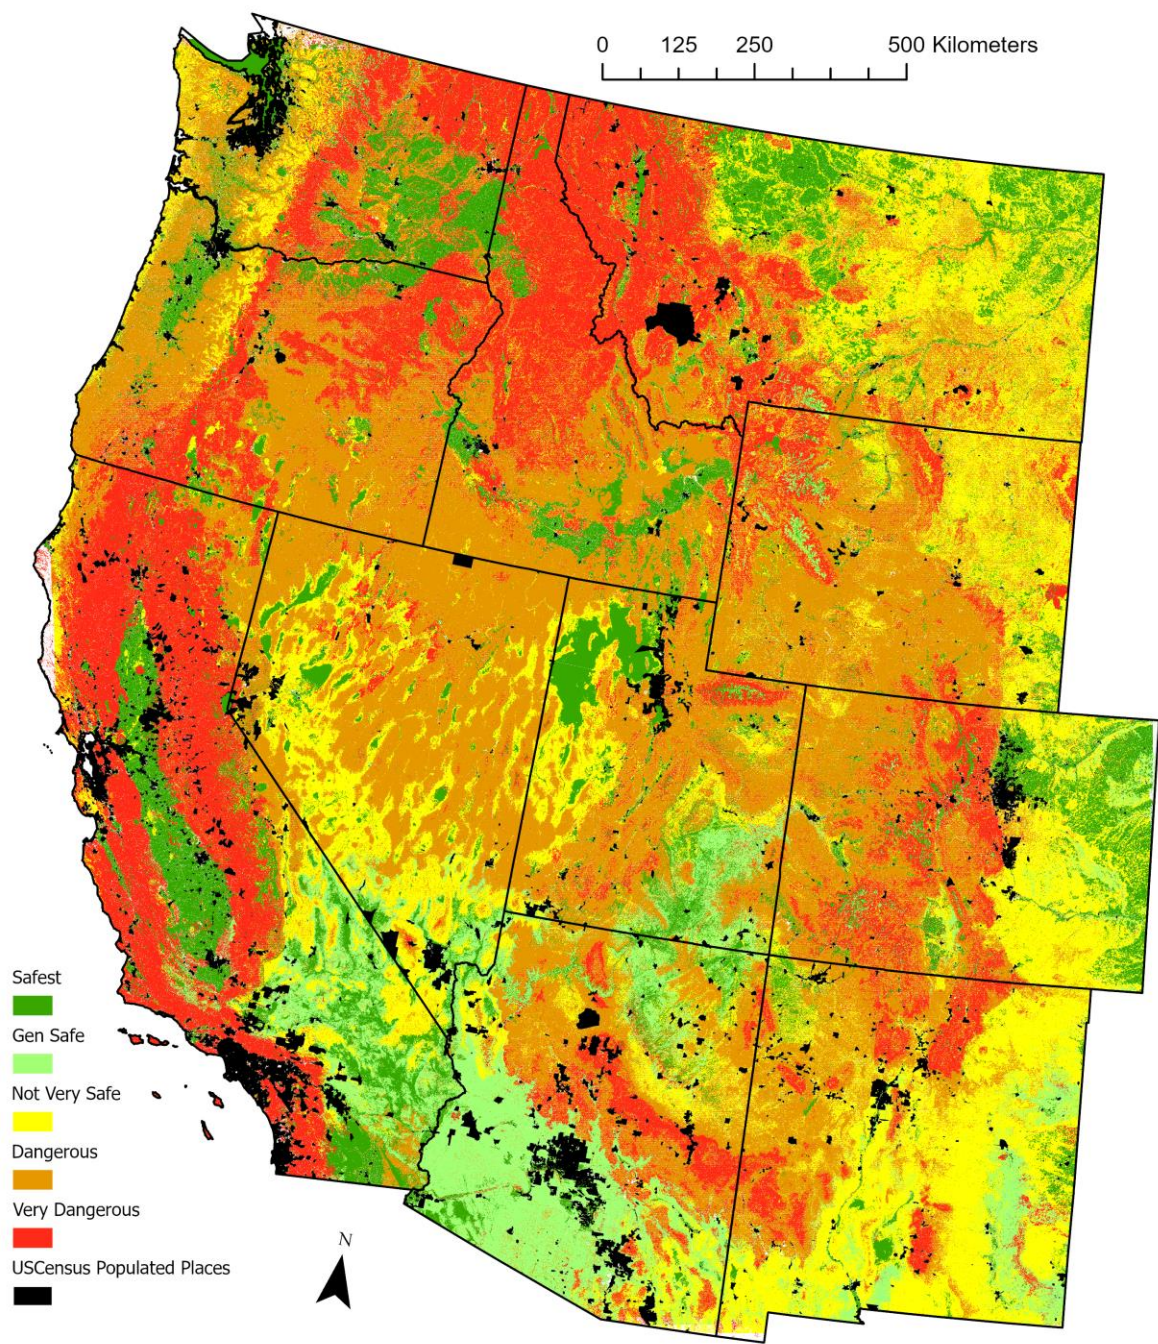 0 125 250 500 Kilometers
Safest
Gen Safe
Not Very Safe
Dangerous
Very Dangerous
USCensus Populated Places
N